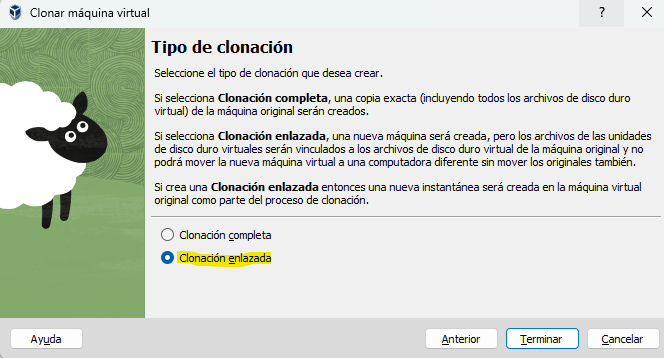 Clonar máquina virtual
?
Tipo de clonación
Seleccione el tipo de clonación que desea crear.
Si selecciona Clonación completa, una copia exacta (incluyendo todos los archivos de disco duro
virtual) de la máquina original serán creados.
Si selecciona Clonación enlazada, una nueva máquina será creada, pero los archivos de las unidades
de disco duro virtuales serán vinculados a los archivos de disco duro virtual de la máquina original y no
podrá mover la nueva máquina virtual a una computadora diferente sin mover los originales también.
Si crea una Clonación enlazada entonces una nueva instantánea será creada en la máquina virtual
original como parte del proceso de clonación.
Clonación completa
Clonación enlazada
Ayuda
Anterior
Terminar
Cancelar